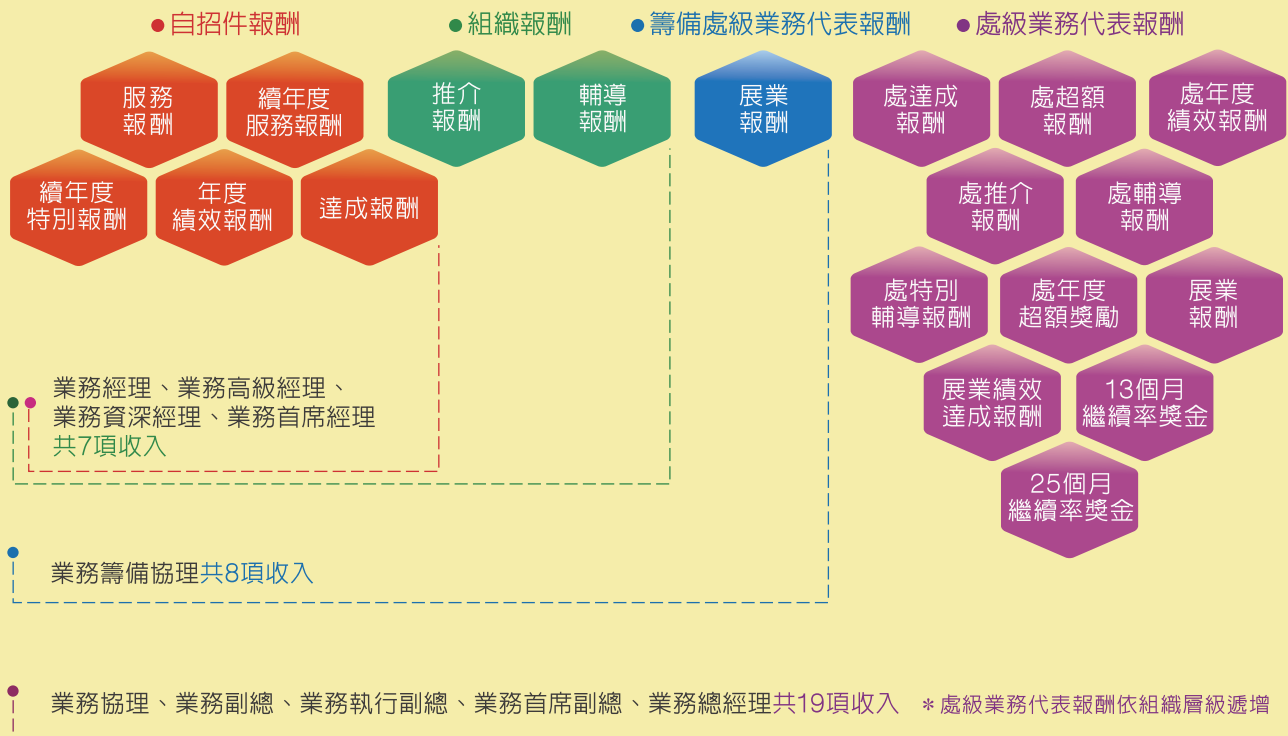 自招件報酬
組織報酬
籌備處級業務代表報酬
處級業務代表報酬
服務
報酬
續年度
服務報酬
推介
報酬
輔導
報酬
展業
報酬
處達成
報酬
處超額
報酬
處年度
績效報酬
續年度
特別報酬
年度
績效報酬
達成報酬
處推介
報酬
處輔導
報酬
處特別
輔導報酬
處年度
超額獎勵
展業
報酬
展業績效
達成報酬
13個月
繼續率獎金
25個月
繼續率獎金
業務經理、業務高級經理、
業務資深經理、業務首席經理
共7項收入
業務籌備協理共8項收入
業務協理、業務副總、業務執行副總、業務首席副總、業務總經理共19項收入 *處級業務代表報酬依組織層級遞增